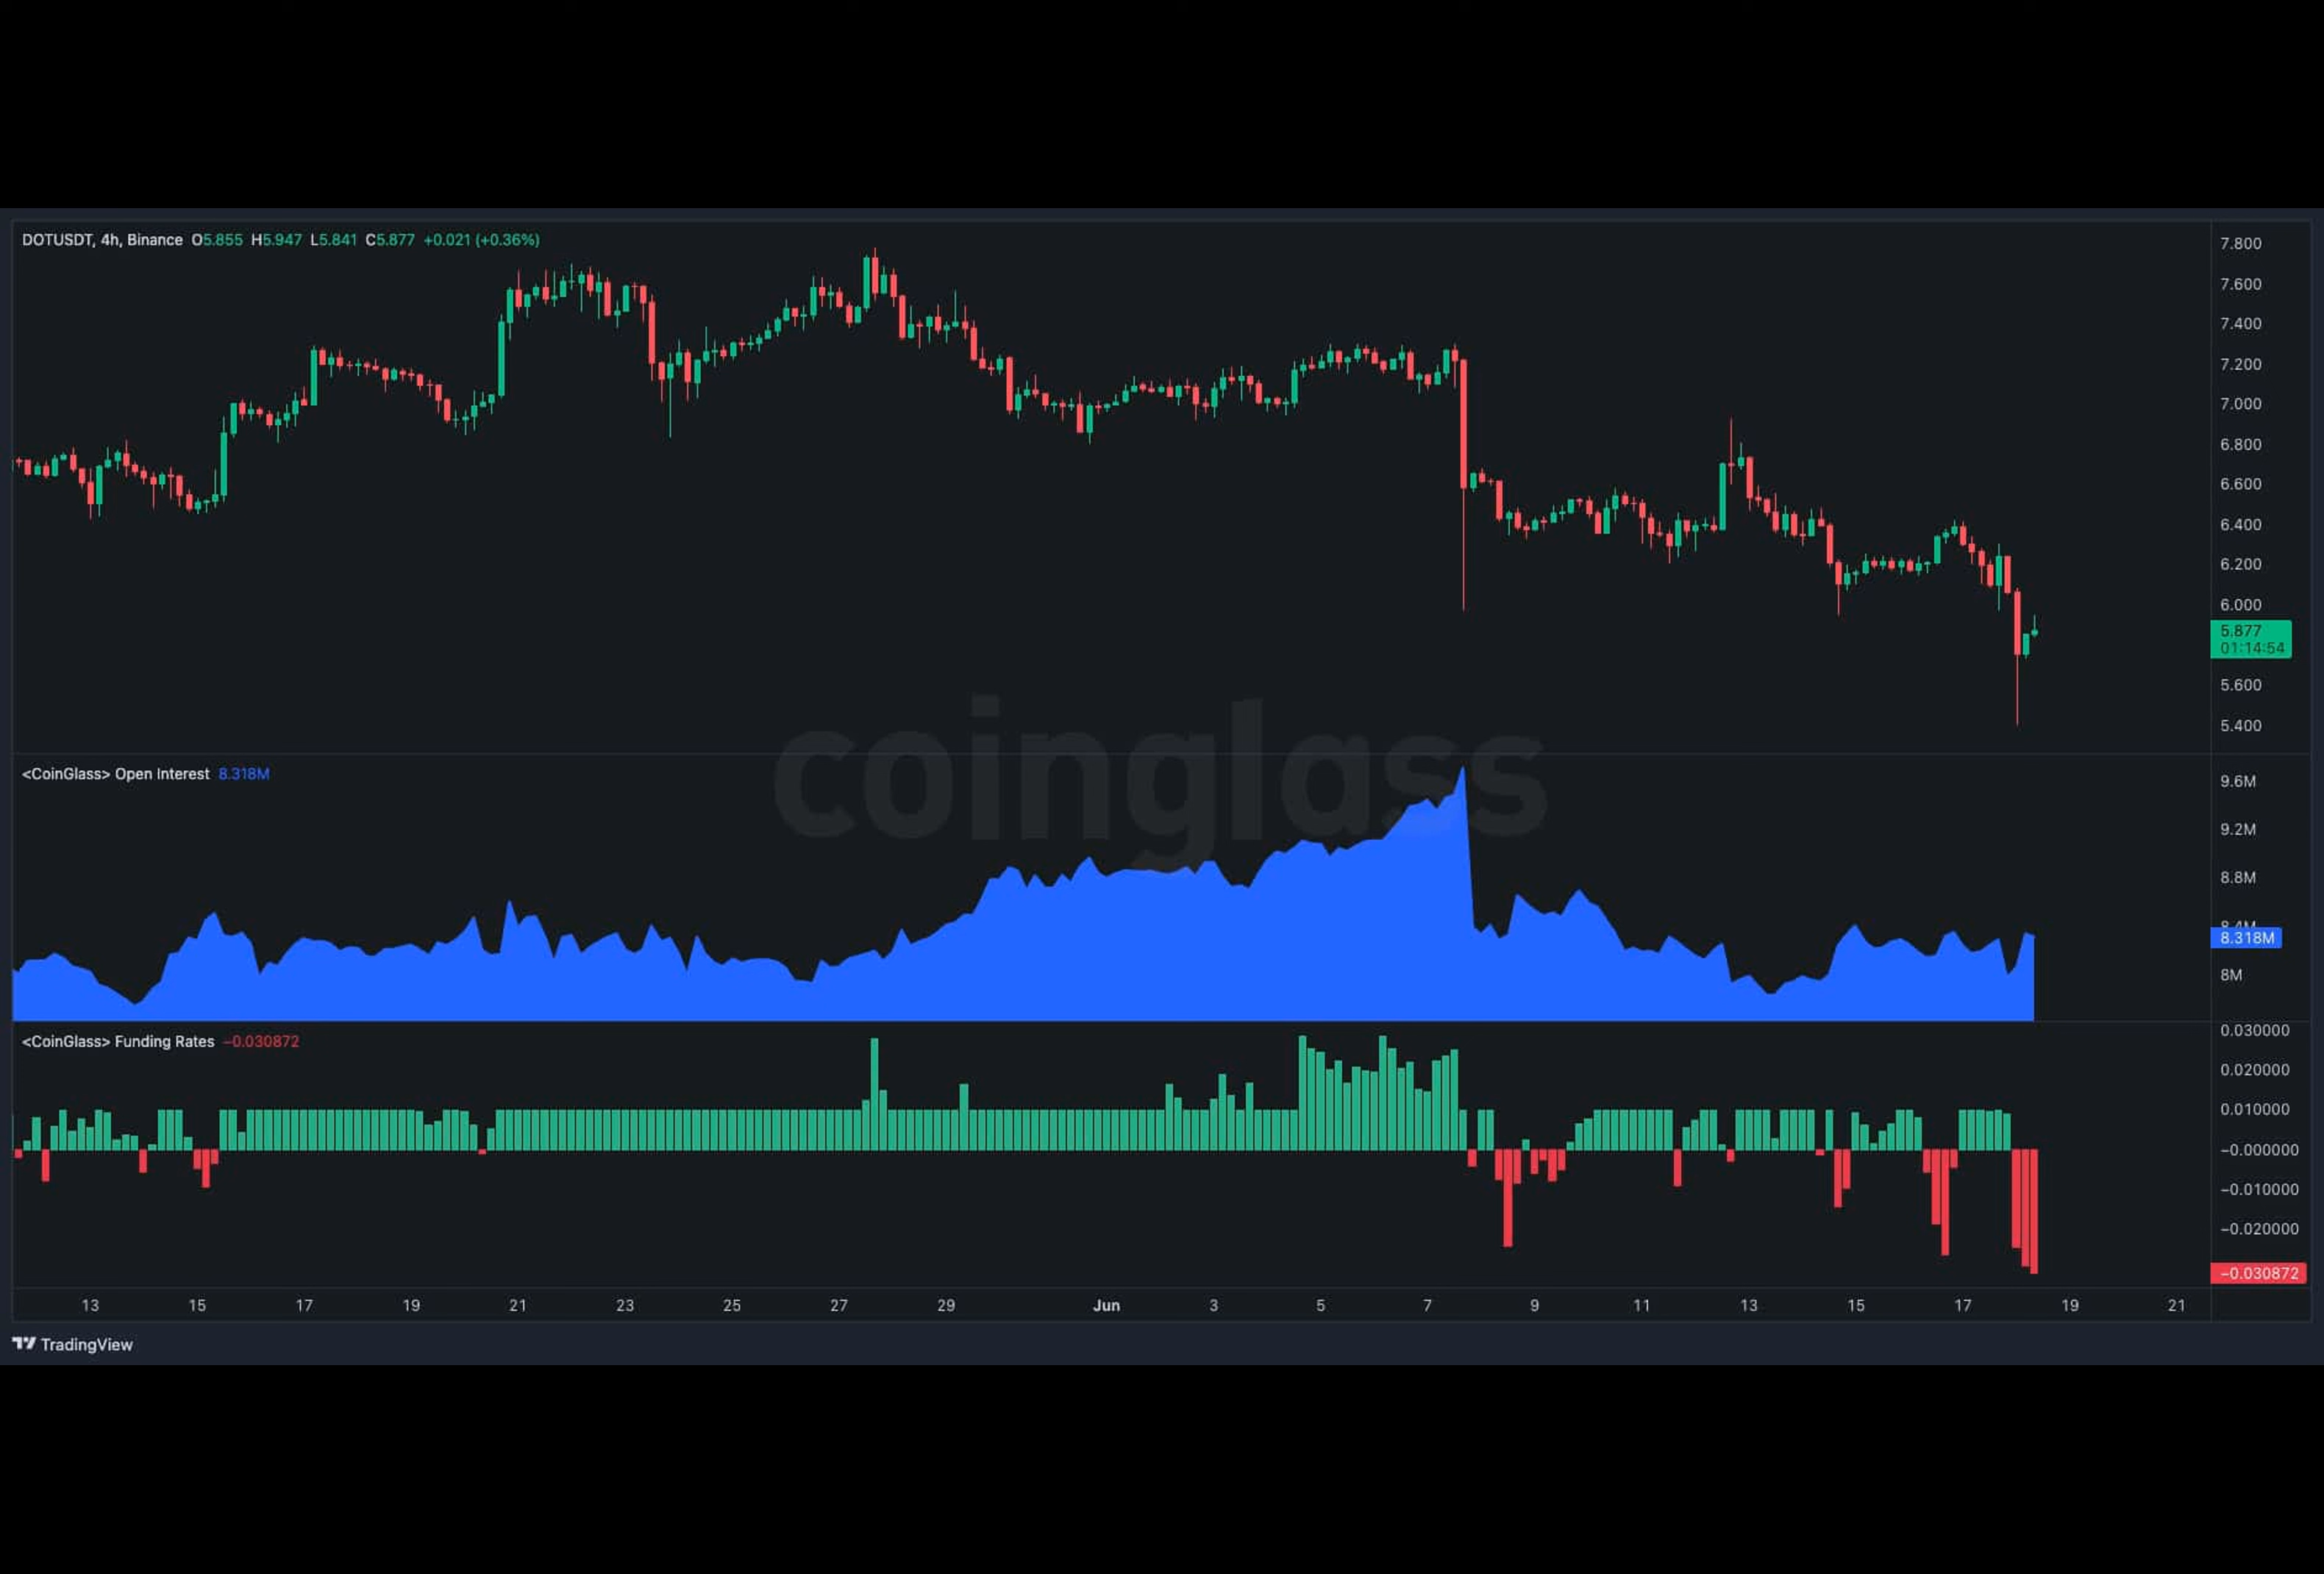 DOTUSDT, 4h, Binance O5.855 H5.947 L5.841 C5.877 +0.021 (+0.36%)
7.800
7.600
7.400
7.200
7.000
6.800
6.600
6.400
6.200
6.000
5.877
01:14:54
5.600
5.400
coinglass
<CoinGlass> Open Interest 8.318M
9.6M
9.2M
8.8M
8.4M
8.318M
8M
<CoinGlass> Funding Rates −0.030872
0.030000
0.020000
0.010000
−0.000000
−0.010000
−0.020000
−0.030872
13 15 17 19 21 23 25 27 29 Jun 3 5 7 9 11 13 15 17 19 21
TradingView